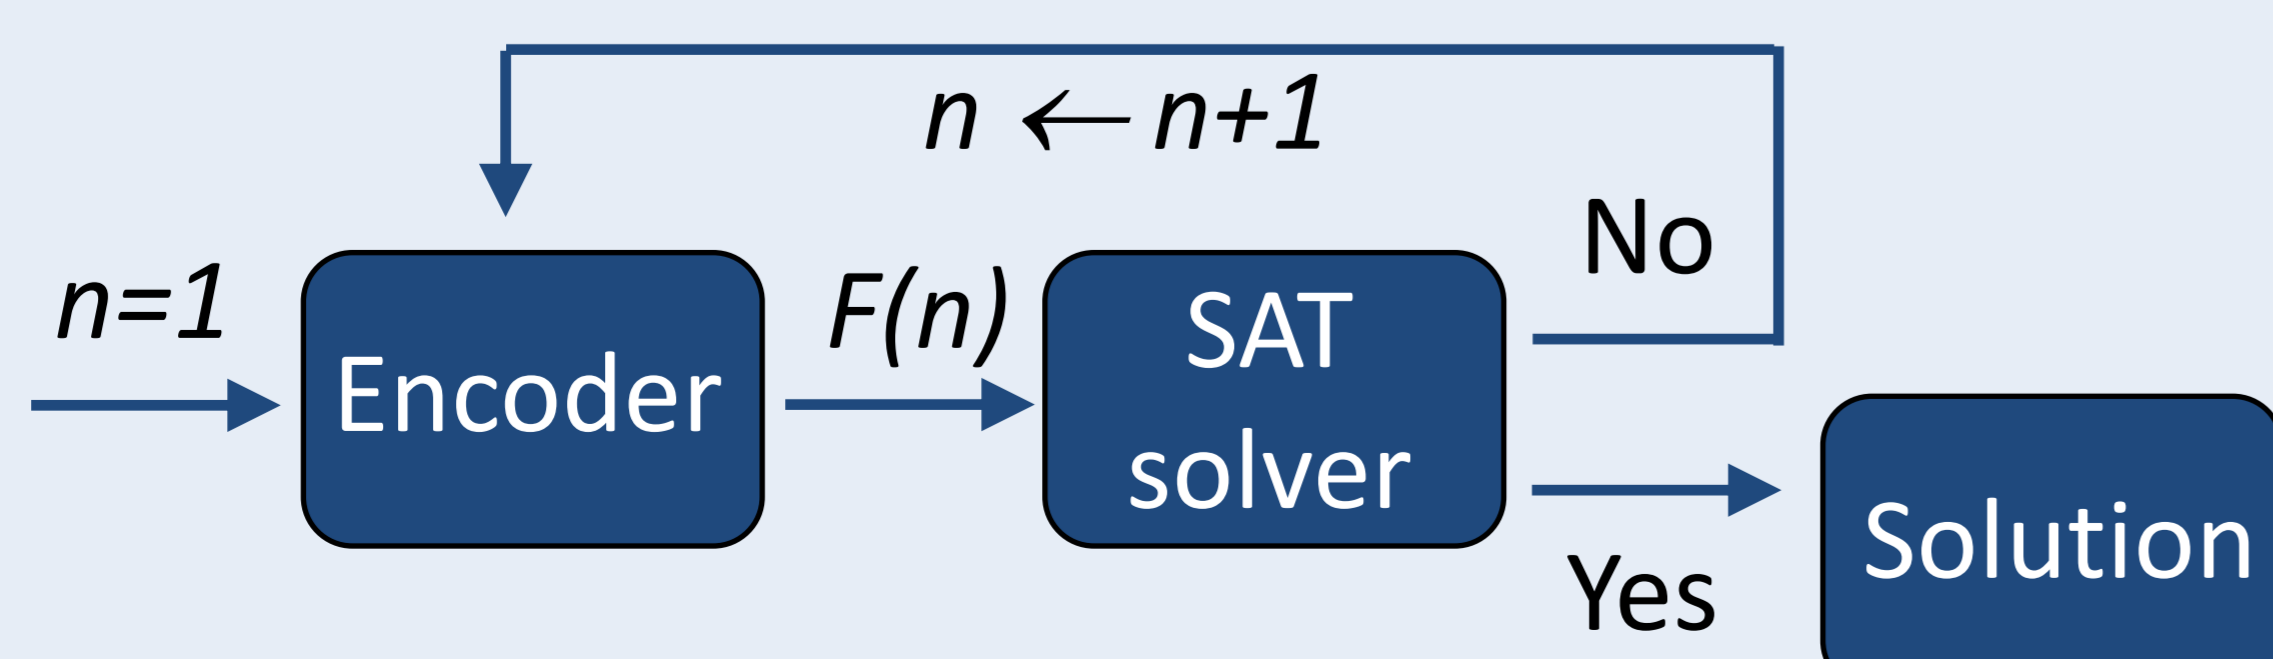 n ← n+1
No
n=1
Encoder
F(n)
SAT
solver
Yes
Solution